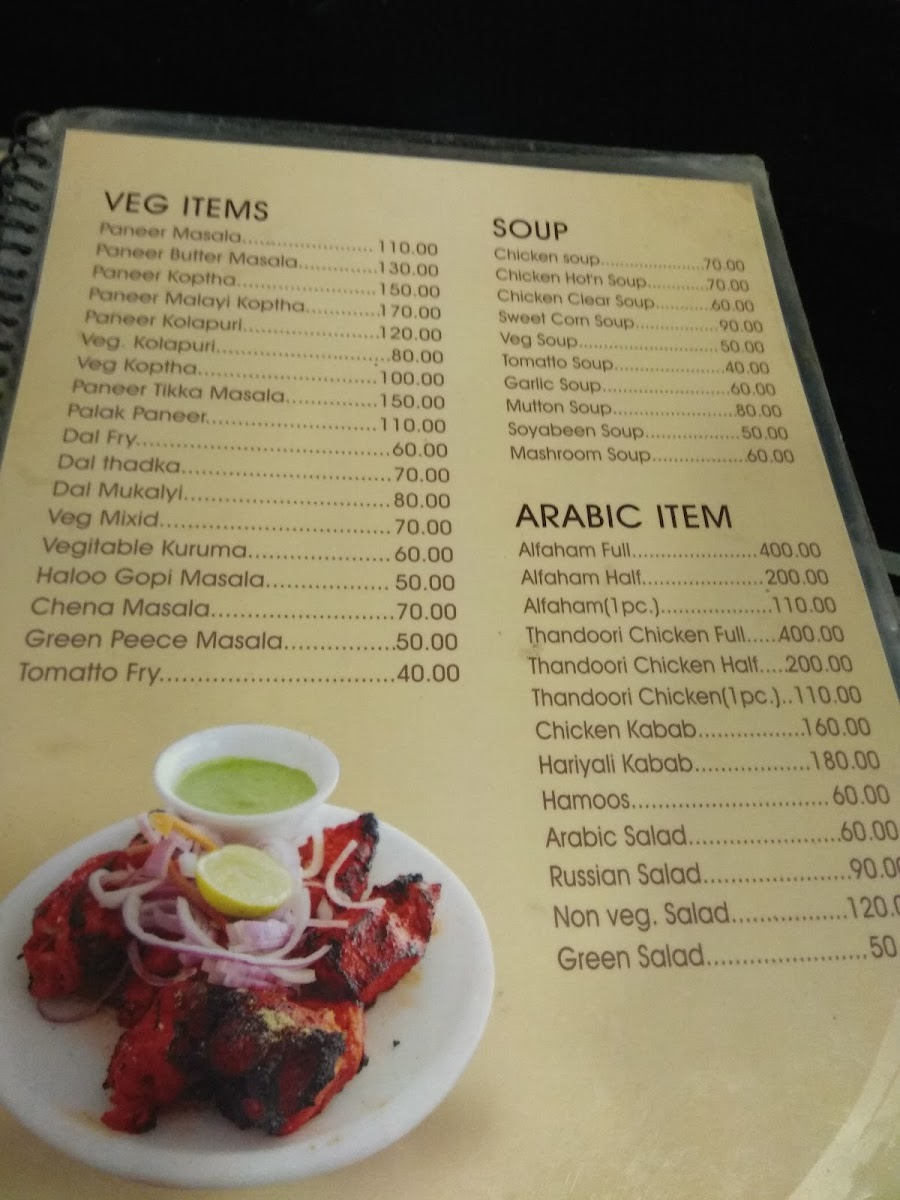 VEG ITEMS
Paneer Masala......................110.00
Paneer Butter Masala.............130.00
Paneer Koptha.......................150.00
Paneer Malayi Koptha............170.00
Paneer Kolapuri......................120.00
Veg. Kolapuri...........................80.00
Veg Koptha.............................100.00
Paneer Tikka Masala...............150.00
Palak Paneer...........................110.00
Dal Fry.....................................60.00
Dal thadka..............................70.00
Dal Mukalyi.............................80.00
Veg Mixid................................70.00
Vegitable Kuruma....................60.00
Haloo Gopi Masala.................50.00
Chena Masala........................70.00
Green Peece Masala................50.00
Tomatto Fry.............................40.00
SOUP
Chicken soup......................70.00
Chicken Hot'n Soup............70.00
Chicken Clear Soup...........60.00
Sweet Corn Soup................90.00
Veg Soup............................50.00
Tomatto Soup.....................40.00
Garlic Soup........................60.00
Mutton Soup......................80.00
Soyabeen Soup..................50.00
Mashroom Soup.................60.00
ARABIC ITEM
Alfaham Full......................400.00
Alfaham Half.....................200.00
Alfaham(1pc.)...................110.00
Thandoori Chicken Full.....400.00
Thandoori Chicken Half....200.00
Thandoori Chicken(1pc.)..110.00
Chicken Kabab.................160.00
Hariyali Kabab..................180.00
Hamoos.............................60.00
Arabic Salad......................60.00
Russian Salad.....................90.00
Non veg. Salad.................120.0
Green Salad.......................50